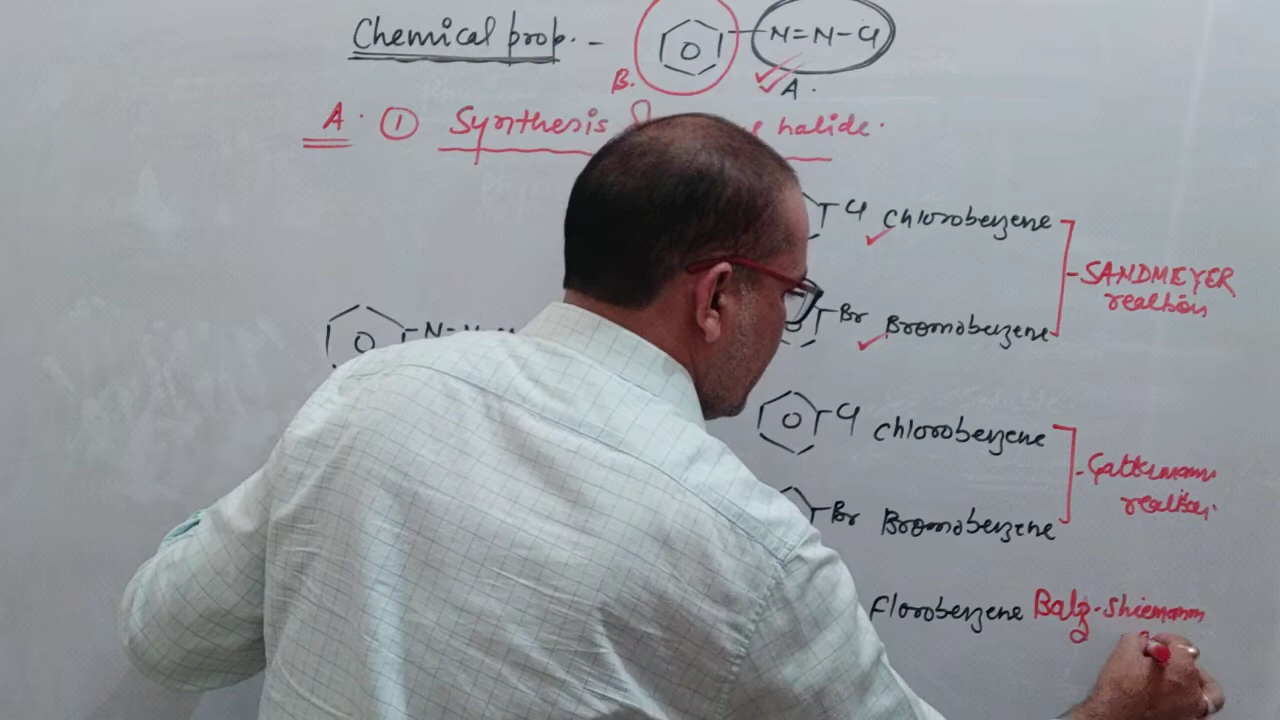 Chemical prop. -
N=N-Cl
B.
A.
A. ① Synthesis halide.
Cl Chlorobenzene
SANDMEYER
reaction
Br Bromobenzene
Cl Chlorobenzene
Gattermann
reaction.
Br Bromobenzene
Florobenzene Balz-Shiemann